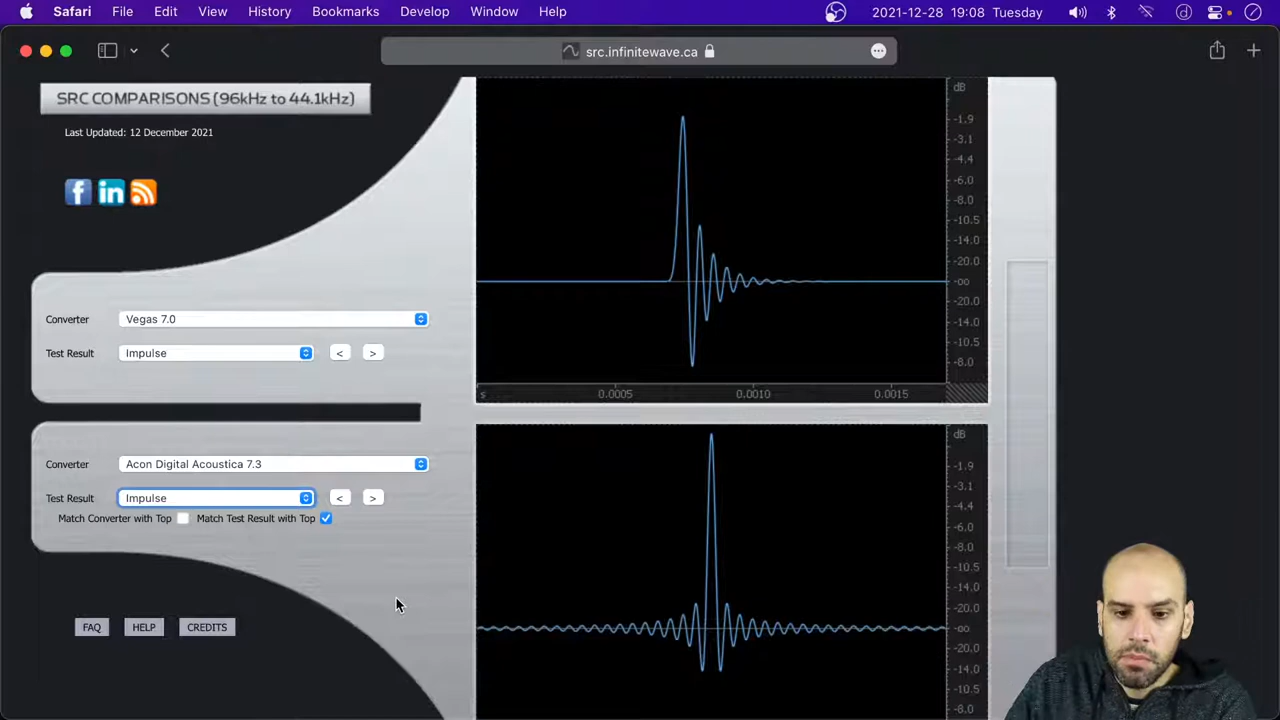 Safari File Edit View History Bookmarks Develop Window Help 2021-12-28 19:08 Tuesday
src.infinitewave.ca
SRC COMPARISONS (96kHz to 44.1kHz)
Last Updated: 12 December 2021
f in
Converter Vegas 7.0
Test Result Impulse < >
Converter Acon Digital Acoustica 7.3
Test Result Impulse < >
Match Converter with Top Match Test Result with Top
FAQ HELP CREDITS
dB
-1.9
-3.1
-4.4
-6.0
-8.0
-10.5
-14.0
-20.0
-oo
-20.0
-14.0
-10.5
-8.0
s 0.0005 0.0010 0.0015
dB
-1.9
-3.1
-4.4
-6.0
-8.0
-10.5
-14.0
-20.0
-oo
-20.0
-14.0
-10.5
-8.0